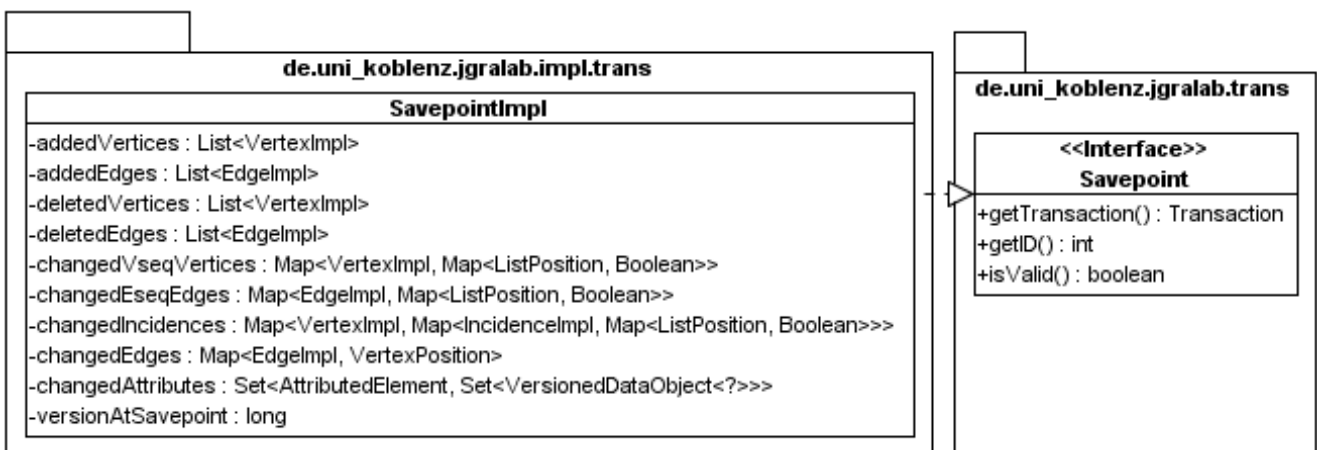 de.uni_koblenz.jgralab.impl.trans
SavepointImpl
-addedVertices : List<VertexImpl>
-addedEdges : List<EdgeImpl>
-deletedVertices : List<VertexImpl>
-deletedEdges : List<EdgeImpl>
-changedVseqVertices : Map<VertexImpl, Map<ListPosition, Boolean>>
-changedEseqEdges : Map<EdgeImpl, Map<ListPosition, Boolean>>
-changedIncidences : Map<VertexImpl, Map<IncidenceImpl, Map<ListPosition, Boolean>>>
-changedEdges : Map<EdgeImpl, VertexPosition>
-changedAttributes : Set<AttributedElement, Set<VersionedDataObject<?>>>
-versionAtSavepoint : long
de.uni_koblenz.jgralab.trans
<<Interface>>
Savepoint
+getTransaction() : Transaction
+getID() : int
+isValid() : boolean